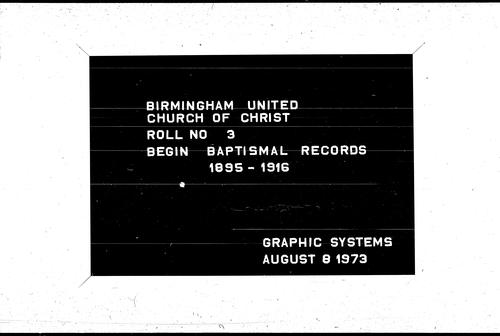 BIRMINGHAM UNITED
CHURCH OF CHRIST
ROLL NO 3
BEGIN BAPTISMAL RECORDS
1895 - 1916
GRAPHIC SYSTEMS
AUGUST 8 1973